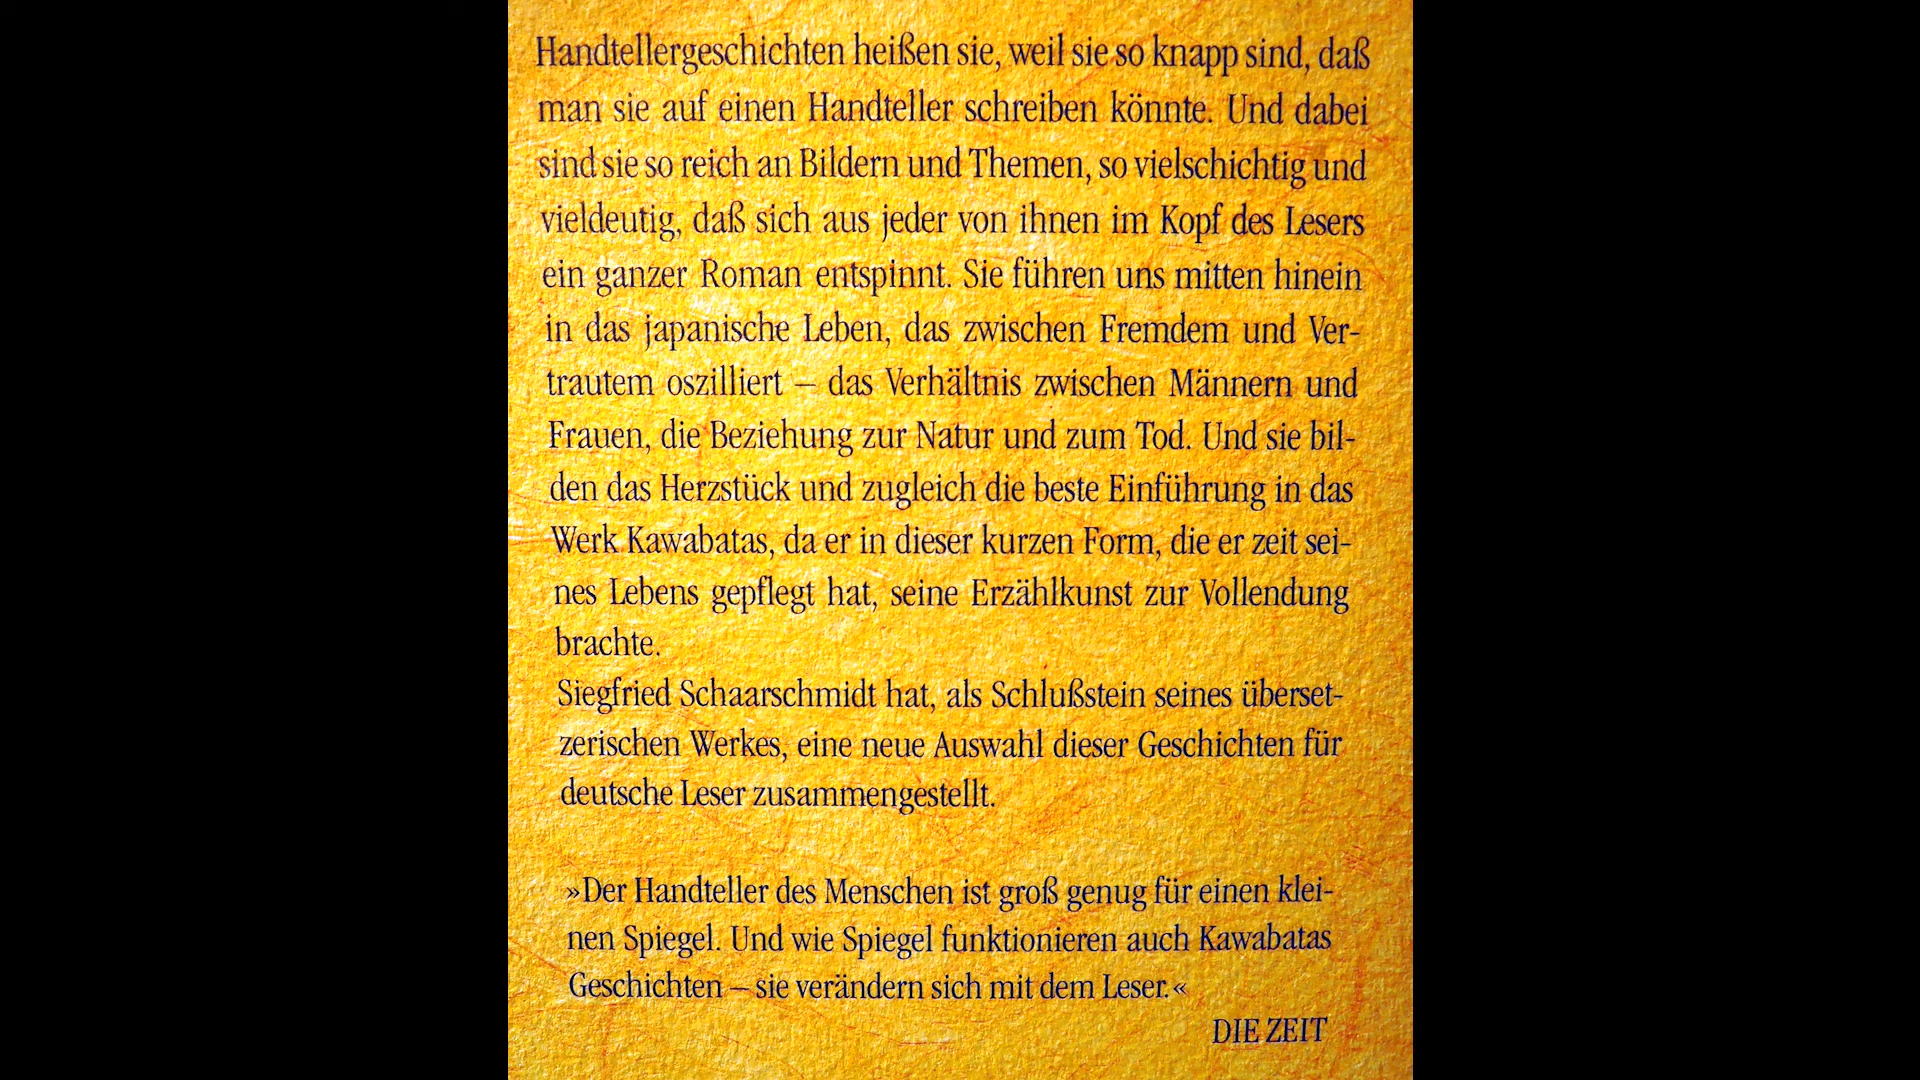 Handtellergeschichten heißen sie, weil sie so knapp sind, daß
man sie auf einen Handteller schreiben könnte. Und dabei
sind sie so reich an Bildern und Themen, so vielschichtig und
vieldeutig, daß sich aus jeder von ihnen im Kopf des Lesers
ein ganzer Roman entspinnt. Sie führen uns mitten hinein
in das japanische Leben, das zwischen Fremdem und Ver-
trautem oszilliert – das Verhältnis zwischen Männern und
Frauen, die Beziehung zur Natur und zum Tod. Und sie bil-
den das Herzstück und zugleich die beste Einführung in das
Werk Kawabatas, da er in dieser kurzen Form, die er zeit sei-
nes Lebens gepflegt hat, seine Erzählkunst zur Vollendung
brachte.
Siegfried Schaarschmidt hat, als Schlußstein seines überset-
zerischen Werkes, eine neue Auswahl dieser Geschichten für
deutsche Leser zusammengestellt.
»Der Handteller des Menschen ist groß genug für einen klei-
nen Spiegel. Und wie Spiegel funktionieren auch Kawabatas
Geschichten – sie verändern sich mit dem Leser.«
DIE ZEIT